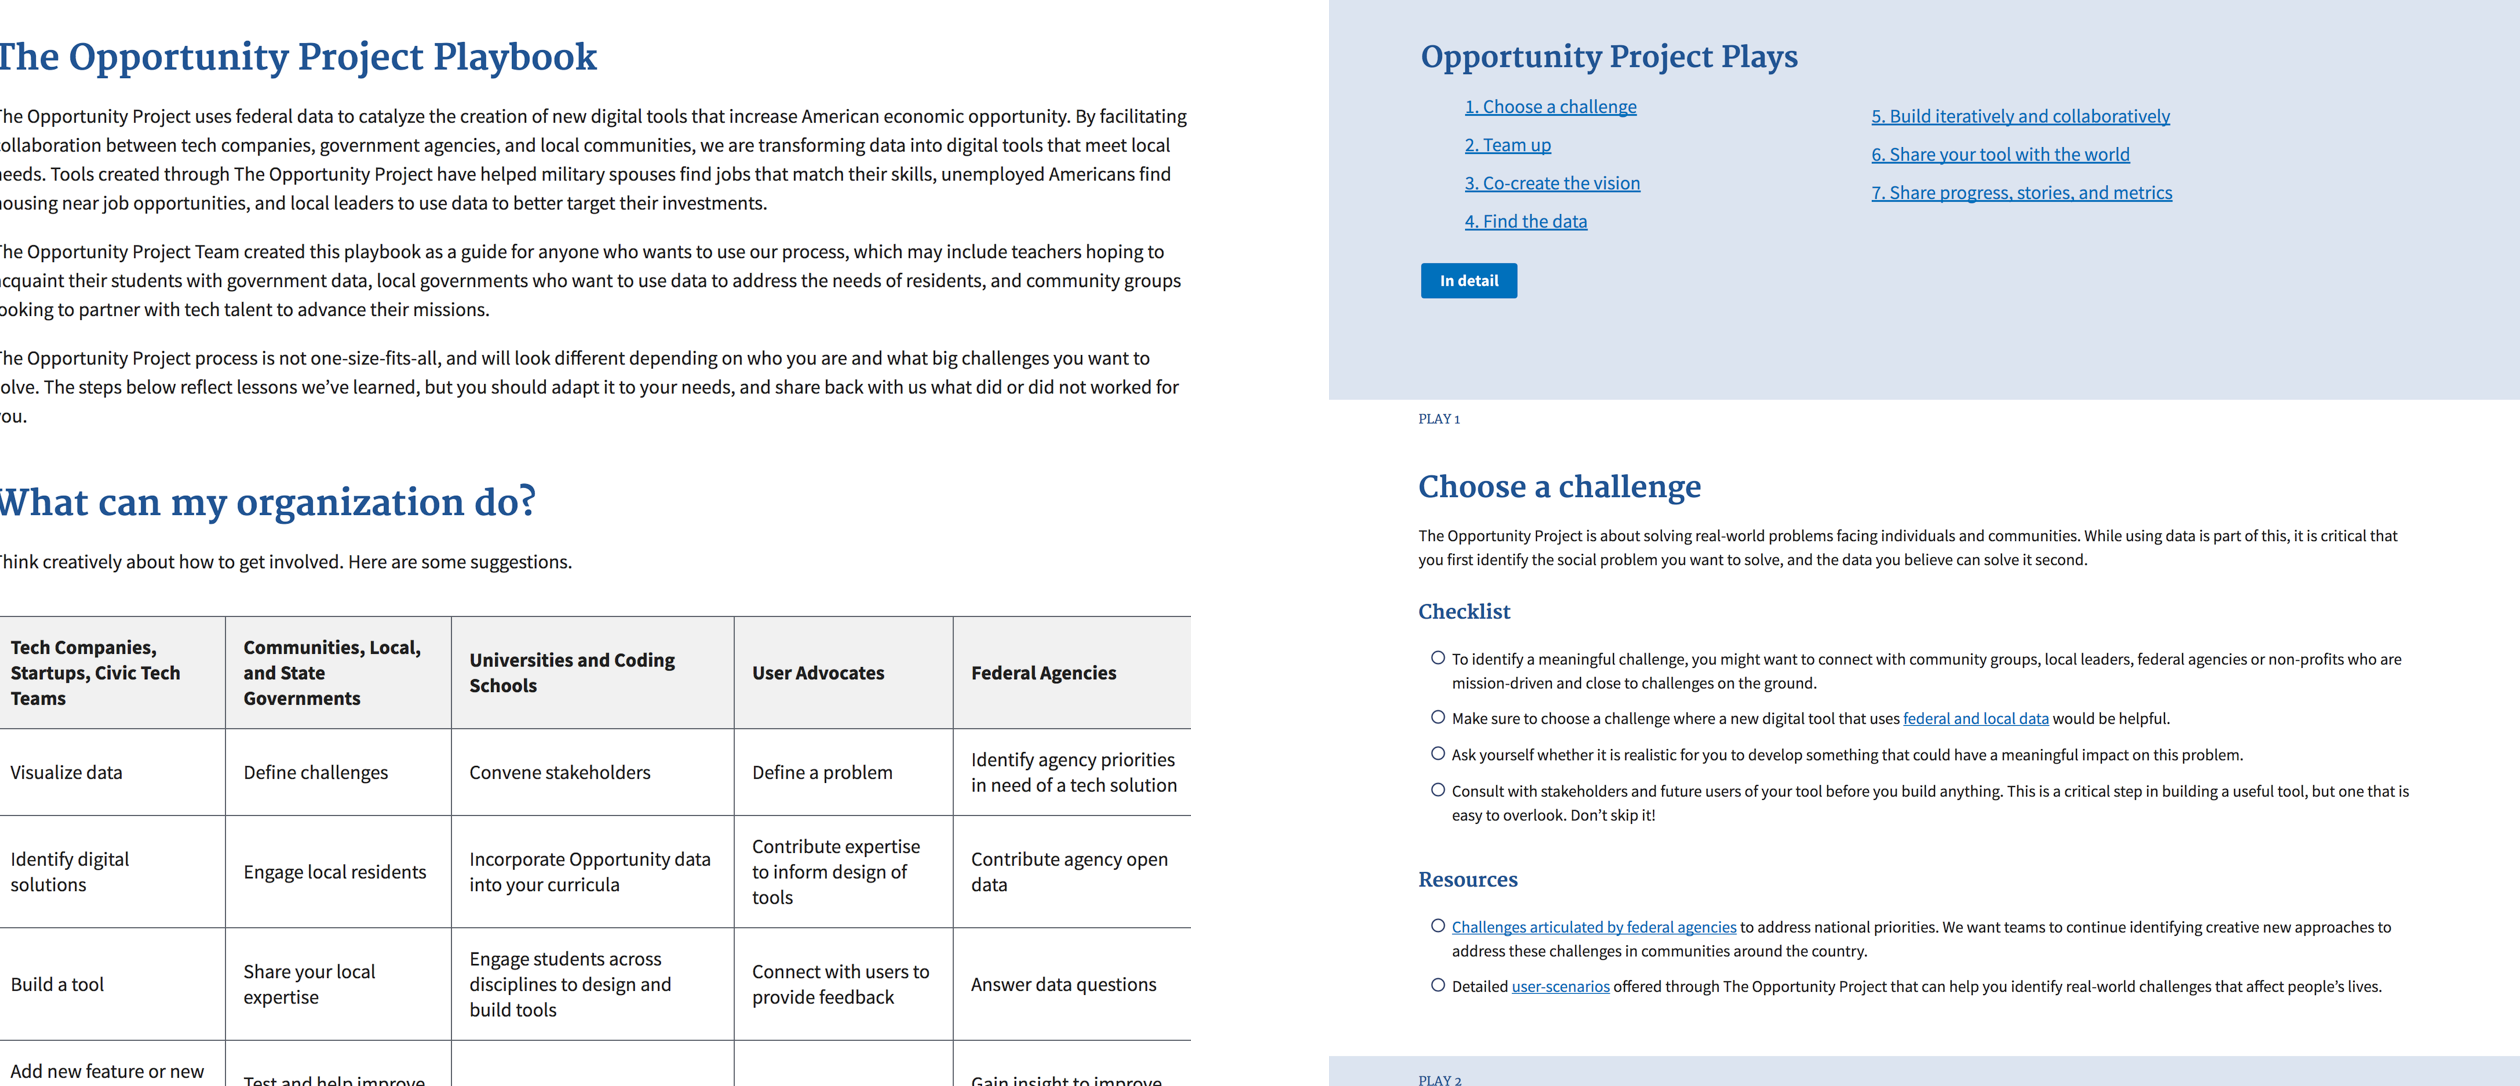 The Opportunity Project Playbook
The Opportunity Project uses federal data to catalyze the creation of new digital tools that increase American economic opportunity. By facilitating
collaboration between tech companies, government agencies, and local communities, we are transforming data into digital tools that meet local
needs. Tools created through The Opportunity Project have helped military spouses find jobs that match their skills, unemployed Americans find
housing near job opportunities, and local leaders to use data to better target their investments.
The Opportunity Project Team created this playbook as a guide for anyone who wants to use our process, which may include teachers hoping to
acquaint their students with government data, local governments who want to use data to address the needs of residents, and community groups
looking to partner with tech talent to advance their missions.
The Opportunity Project process is not one-size-fits-all, and will look different depending on who you are and what big challenges you want to
solve. The steps below reflect lessons we've learned, but you should adapt it to your needs, and share back with us what did or did not worked for
you.
What can my organization do?
Think creatively about how to get involved. Here are some suggestions.
Tech Companies,
Startups, Civic Tech
Teams
Communities, Local,
and State
Governments
Universities and Coding
Schools
User Advocates
Federal Agencies
Visualize data
Define challenges
Convene stakeholders
Define a problem
Identify agency priorities
in need of a tech solution
Identify digital
solutions
Engage local residents
Incorporate Opportunity data
into your curricula
Contribute expertise
to inform design of
tools
Contribute agency open
data
Build a tool
Share your local
expertise
Engage students across
disciplines to design and
build tools
Connect with users to
provide feedback
Answer data questions
Add new feature or new
Test and help improve
Gain insight to improve
Opportunity Project Plays
1. Choose a challenge
2. Team up
3. Co-create the vision
4. Find the data
5. Build iteratively and collaboratively
6. Share your tool with the world
7. Share progress, stories, and metrics
In detail
PLAY 1
Choose a challenge
The Opportunity Project is about solving real-world problems facing individuals and communities. While using data is part of this, it is critical that
you first identify the social problem you want to solve, and the data you believe can solve it second.
Checklist
To identify a meaningful challenge, you might want to connect with community groups, local leaders, federal agencies or non-profits who are
mission-driven and close to challenges on the ground.
Make sure to choose a challenge where a new digital tool that uses federal and local data would be helpful.
Ask yourself whether it is realistic for you to develop something that could have a meaningful impact on this problem.
Consult with stakeholders and future users of your tool before you build anything. This is a critical step in building a useful tool, but one that is
easy to overlook. Don't skip it!
Resources
Challenges articulated by federal agencies to address national priorities. We want teams to continue identifying creative new approaches to
address these challenges in communities around the country.
Detailed user-scenarios offered through The Opportunity Project that can help you identify real-world challenges that affect people's lives.
PLAY 2